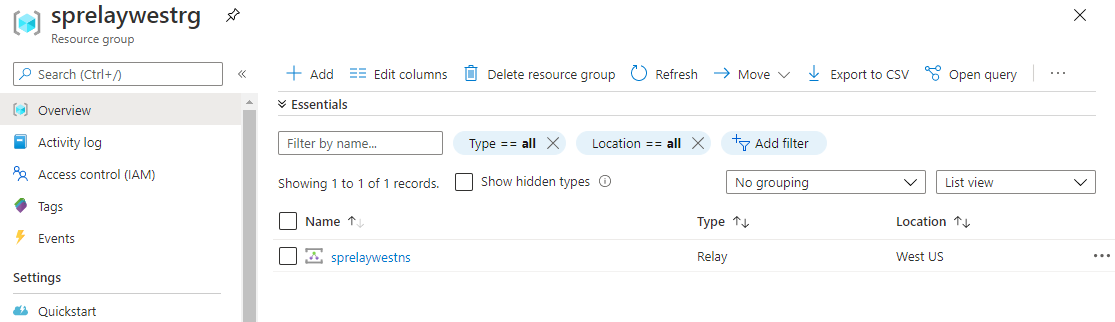 sprelaywestrg
Resource group
Search (Ctrl+/)
Overview
Activity log
Access control (IAM)
Tags
Events
Settings
Quickstart
Add Edit columns Delete resource group Refresh Move Export to CSV Open query ...
Essentials
Filter by name... Type == all Location == all Add filter
Showing 1 to 1 of 1 records. Show hidden types No grouping List view
Name Type Location
sprelaywestns Relay West US ...